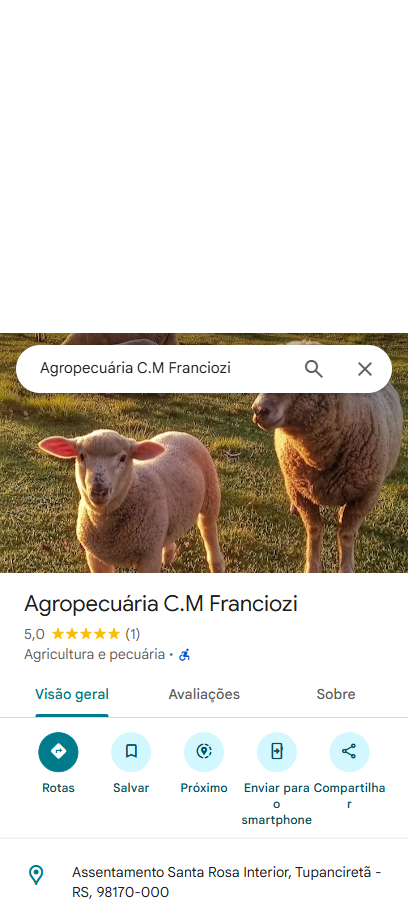 Agropecuária C.M Franciozi
Agropecuária C.M Franciozi
5,0 (1)
Agricultura e pecuária ·
Visão geral Avaliações Sobre
Rotas Salvar Próximo Enviar para o smartphone Compartilhar
Assentamento Santa Rosa Interior, Tupanciretã -
RS, 98170-000